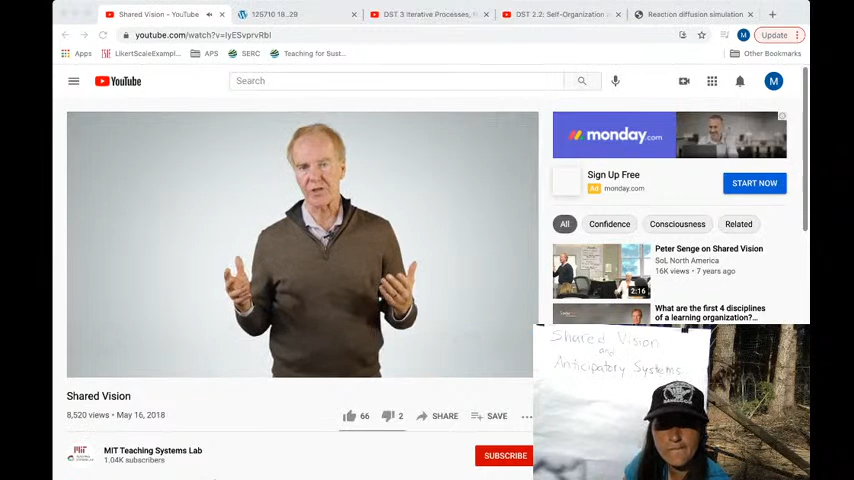 Shared Vision - YouTube
125710 18...29
DST 3 Iterative Processes, F
DST 2.2: Self-Organization
Reaction diffusion simulation
youtube.com/watch?v=IyESvprvRbI
M
Update
Apps
LikertScaleExampl...
APS
SERC
Teaching for Sust...
Other Bookmarks
YouTube
Search
M
monday.com
Sign Up Free
Ad monday.com
START NOW
All
Confidence
Consciousness
Related
Peter Senge on Shared Vision
SoL North America
16K views • 7 years ago
2:16
What are the first 4 disciplines
of a learning organization?...
Shared Vision
and
Anticipatory Systems
Shared Vision
8,520 views • May 16, 2018
66
2
SHARE
SAVE
MIT Teaching Systems Lab
1.04K subscribers
SUBSCRIBE